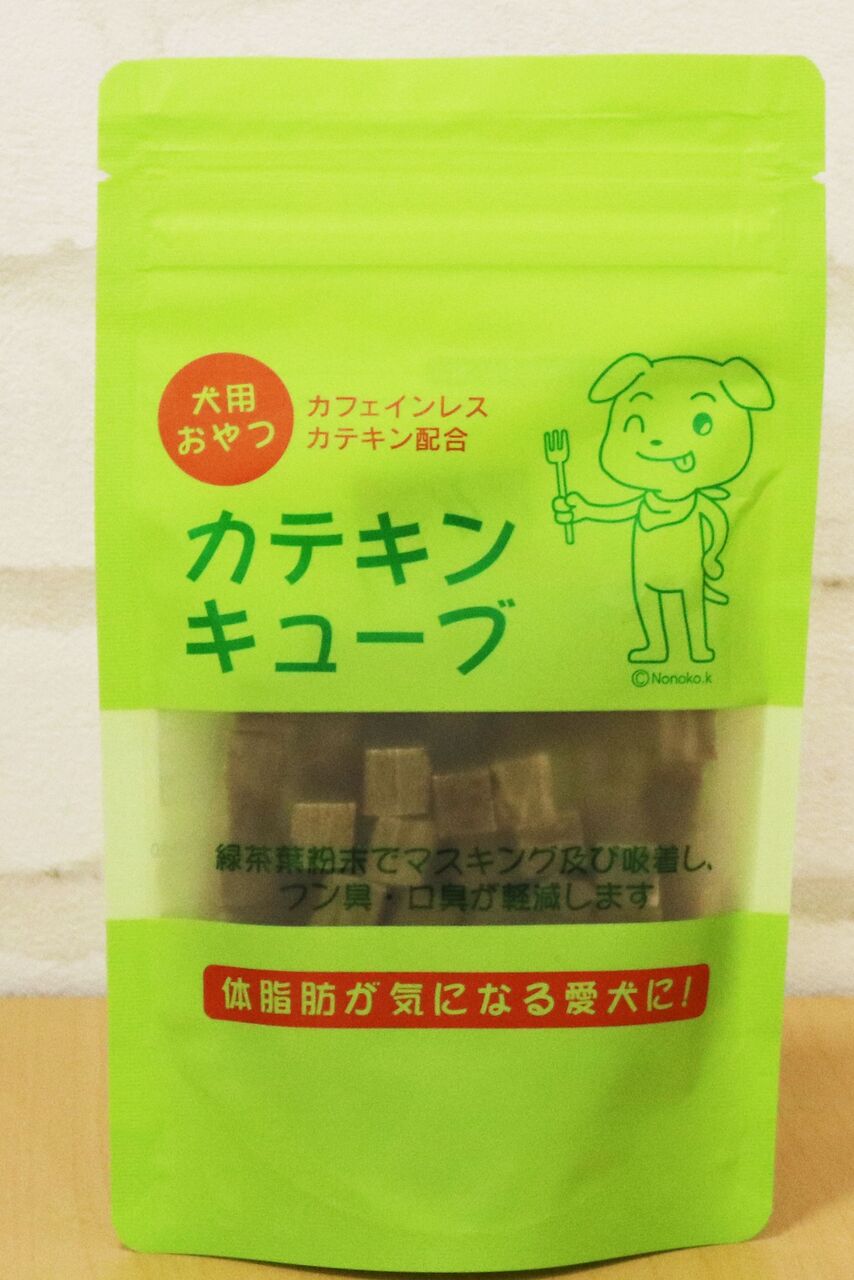 犬用
おやつ
カフェインレス
カテキン配合
カテキン
キューブ
©Nonoko.k
緑茶葉粉末でマスキング及び吸着し、
フン臭・口臭が軽減します
体脂肪が気になる愛犬に!